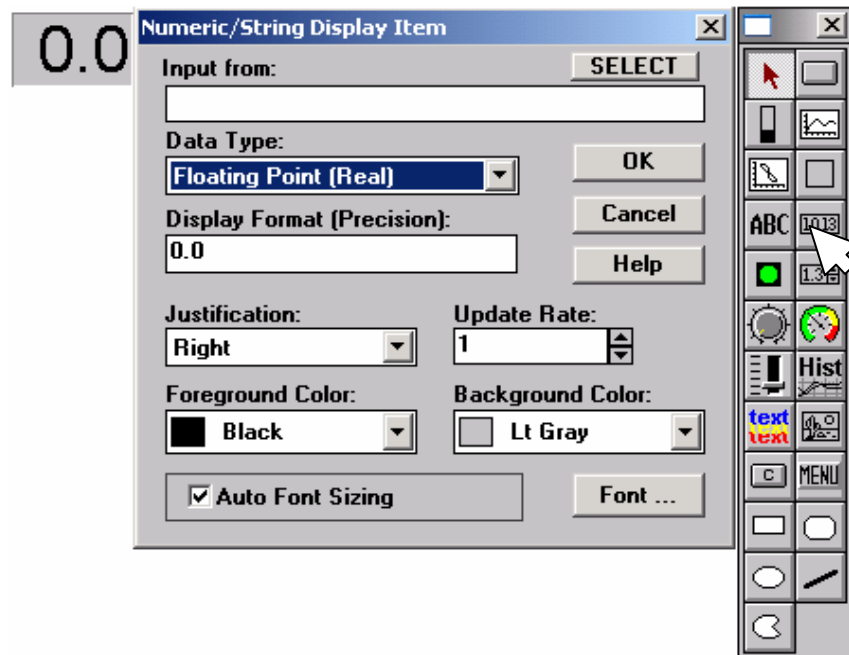 0.0
Numeric/String Display Item
Input from:
SELECT
Data Type:
Floating Point (Real)
OK
Display Format (Precision):
Cancel
0.0
Help
Justification:
Update Rate:
Right
1
Foreground Color:
Background Color:
Black
Lt Gray
Auto Font Sizing
Font ...
ABC
10.13
1.3
Hist
text
text
C
MENU